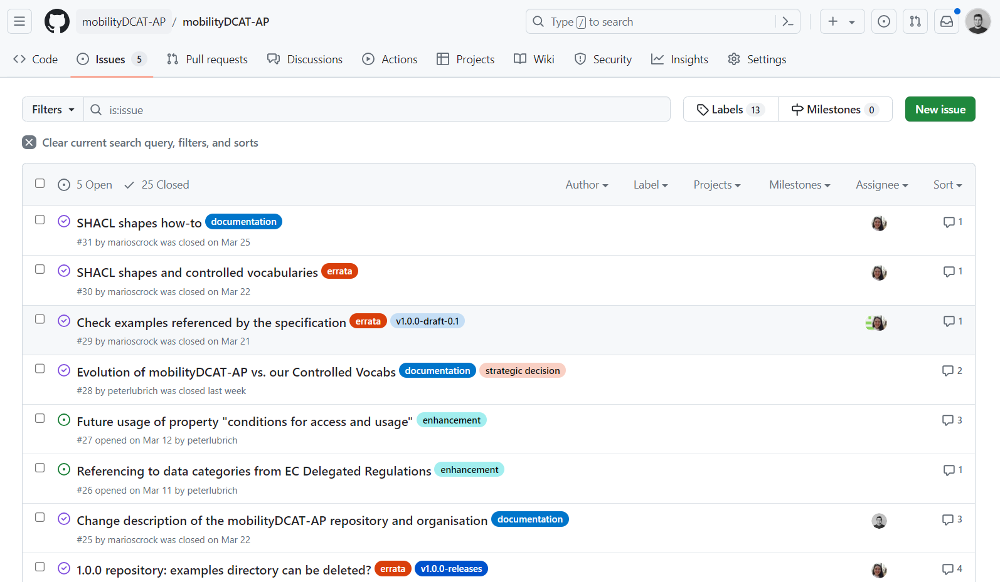 mobilityDCAT-AP / mobilityDCAT-AP
Type / to search
Code Issues 5 Pull requests Discussions Actions Projects Wiki Security Insights Settings
Filters is:issue Labels 13 Milestones 0 New issue
Clear current search query, filters, and sorts
5 Open 25 Closed Author Label Projects Milestones Assignee Sort
SHACL shapes how-to documentation 1
#31 by marioscrock was closed on Mar 25
SHACL shapes and controlled vocabularies errata 1
#30 by marioscrock was closed on Mar 22
Check examples referenced by the specification errata v1.0.0-draft-0.1 1
#29 by marioscrock was closed on Mar 21
Evolution of mobilityDCAT-AP vs. our Controlled Vocabs documentation strategic decision 2
#28 by peterlubrich was closed last week
Future usage of property "conditions for access and usage" enhancement 3
#27 opened on Mar 12 by peterlubrich
Referencing to data categories from EC Delegated Regulations enhancement 1
#26 opened on Mar 11 by peterlubrich
Change description of the mobilityDCAT-AP repository and organisation documentation 3
#25 by marioscrock was closed on Mar 22
1.0.0 repository: examples directory can be deleted? errata v1.0.0-releases 4